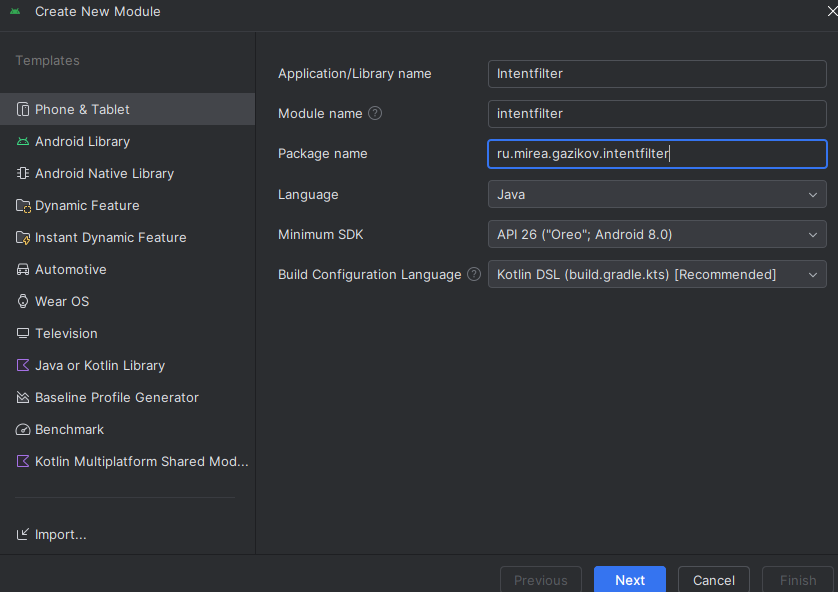 Create New Module
Templates
Phone & Tablet
Android Library
Android Native Library
Dynamic Feature
Instant Dynamic Feature
Automotive
Wear OS
Television
Java or Kotlin Library
Baseline Profile Generator
Benchmark
Kotlin Multiplatform Shared Mod...
Import...
Application/Library name Intentfilter
Module name ? intentfilter
Package name ru.mirea.gazikov.intentfilter
Language Java
Minimum SDK API 26 ("Oreo"; Android 8.0)
Build Configuration Language ? Kotlin DSL (build.gradle.kts) [Recommended]
Previous Next Cancel Finish